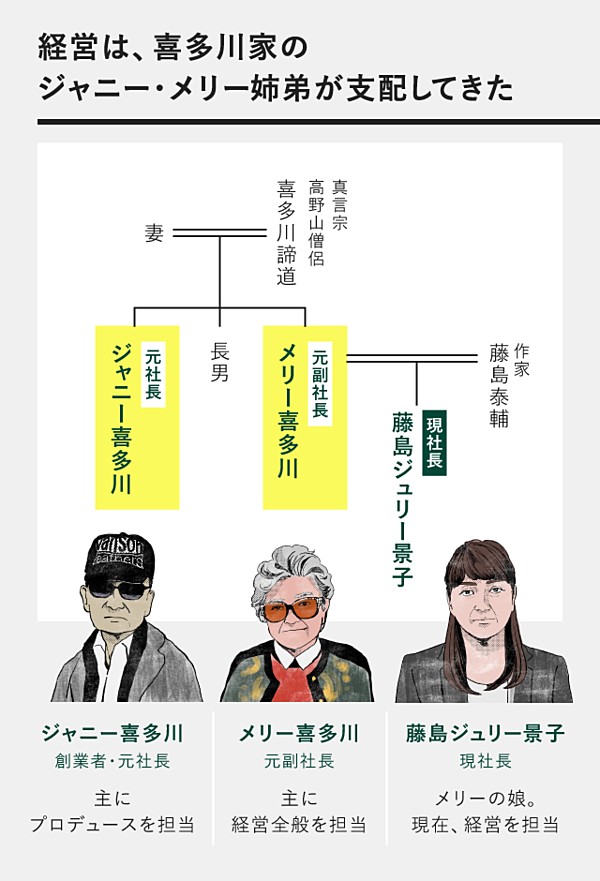 経営は、喜多川家の
ジャニー・メリー姉弟が支配してきた
真言宗
高野山僧侶
喜多川諦道
妻
作家
藤島泰輔
元副社長
メリー喜多川
長男
元社長
ジャニー喜多川
現社長
藤島ジュリー景子
ジャニー喜多川
創業者・元社長
主に
プロデュースを担当
メリー喜多川
元副社長
主に
経営全般を担当
藤島ジュリー景子
現社長
メリーの娘。
現在、経営を担当